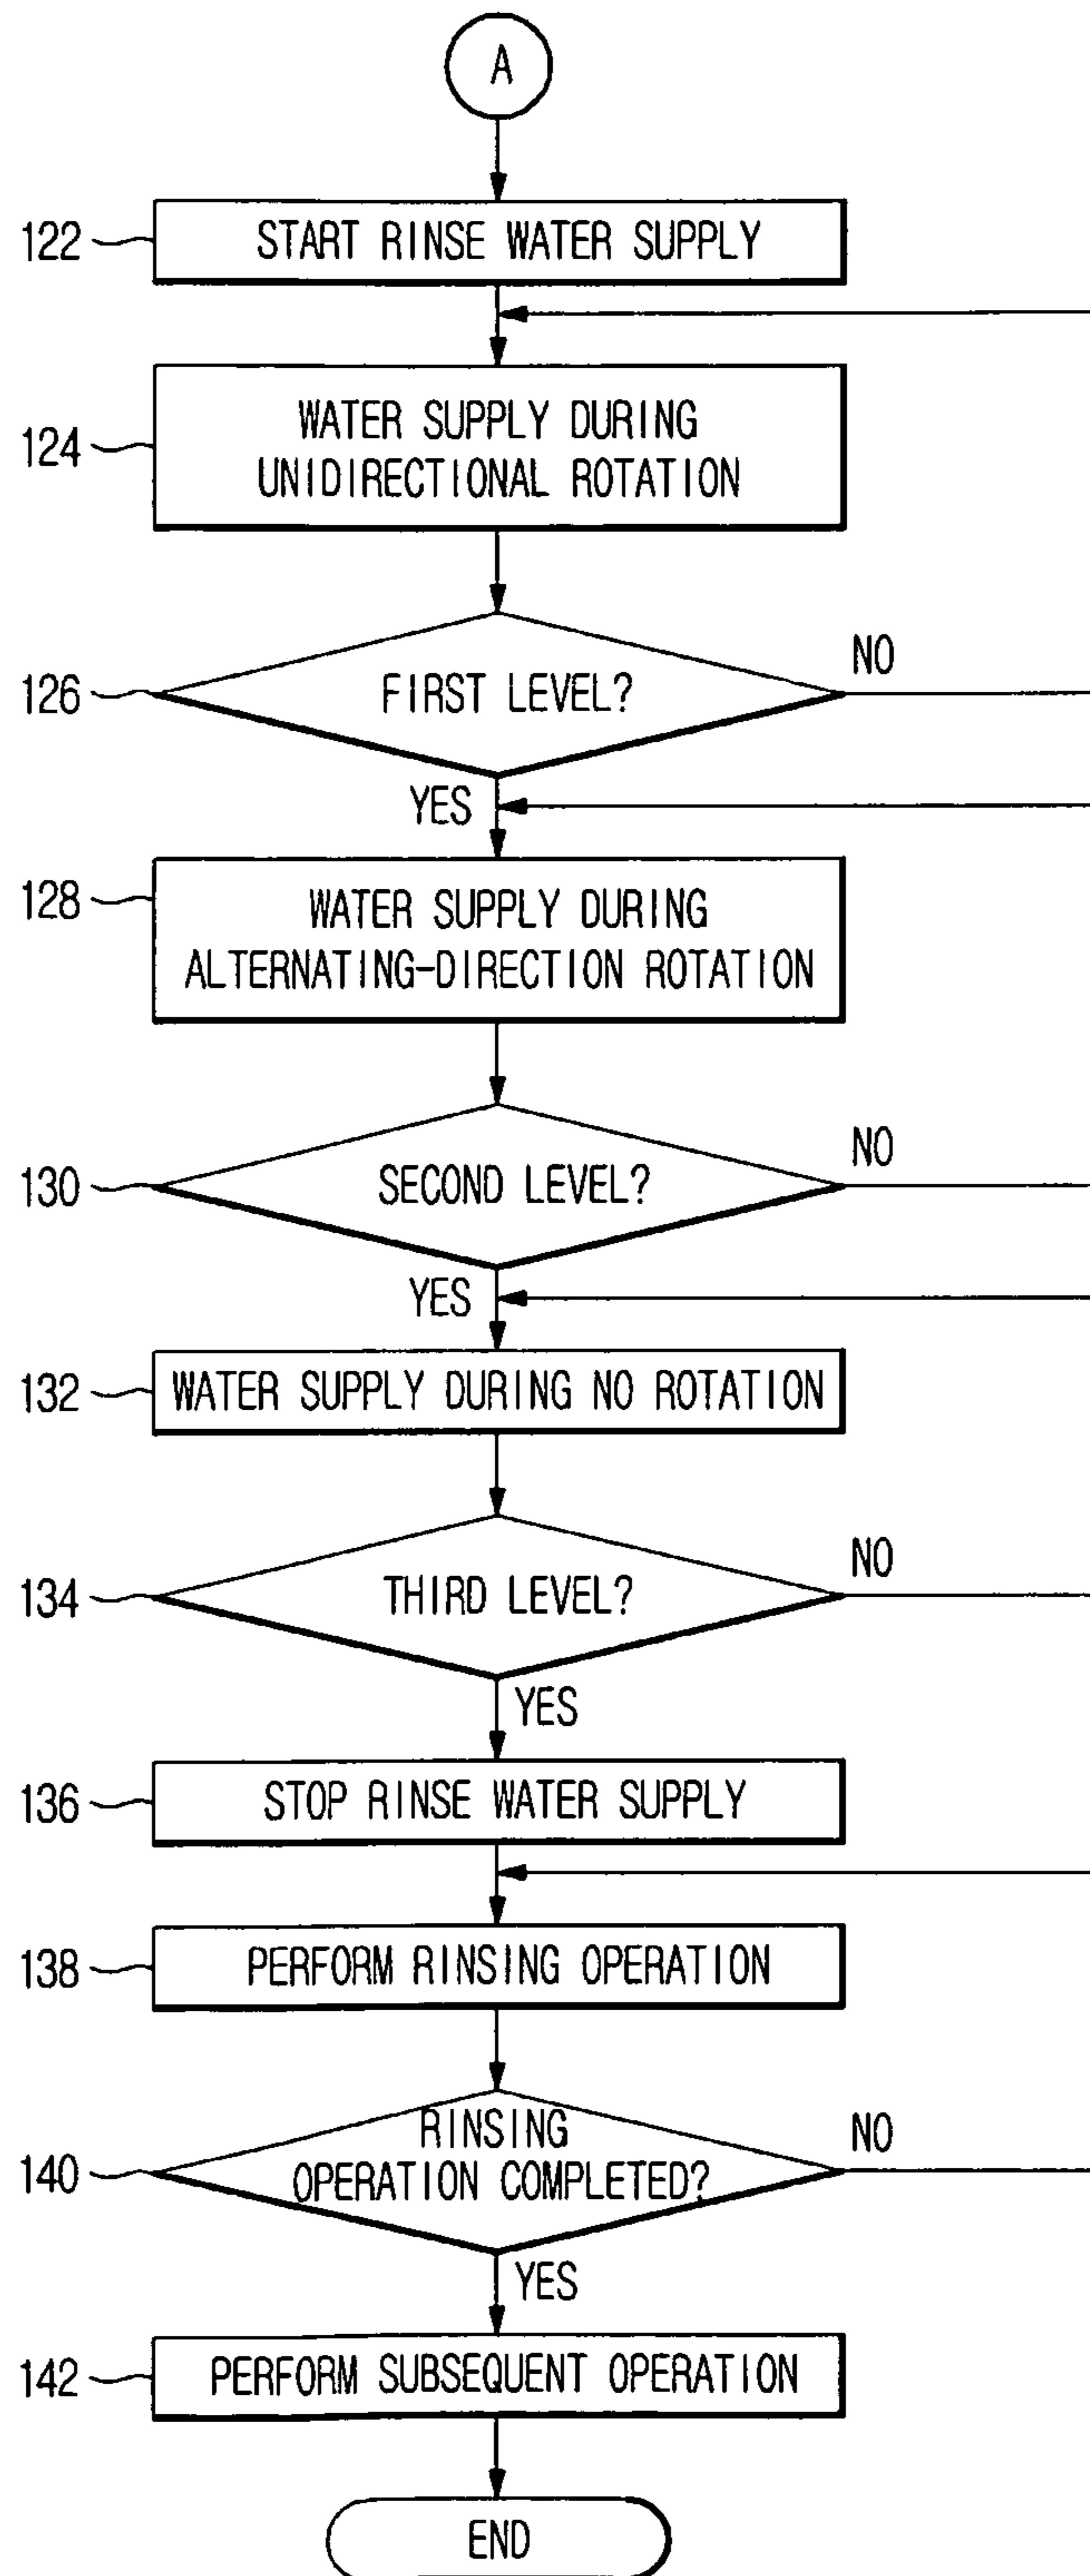 A
122
START RINSE WATER SUPPLY
124
WATER SUPPLY DURING
UNIDIRECTIONAL ROTATION
126
FIRST LEVEL?
NO
YES
128
WATER SUPPLY DURING
ALTERNATING-DIRECTION ROTATION
130
SECOND LEVEL?
NO
YES
132
WATER SUPPLY DURING NO ROTATION
134
THIRD LEVEL?
NO
YES
136
STOP RINSE WATER SUPPLY
138
PERFORM RINSING OPERATION
140
RINSING
OPERATION COMPLETED?
NO
YES
142
PERFORM SUBSEQUENT OPERATION
END